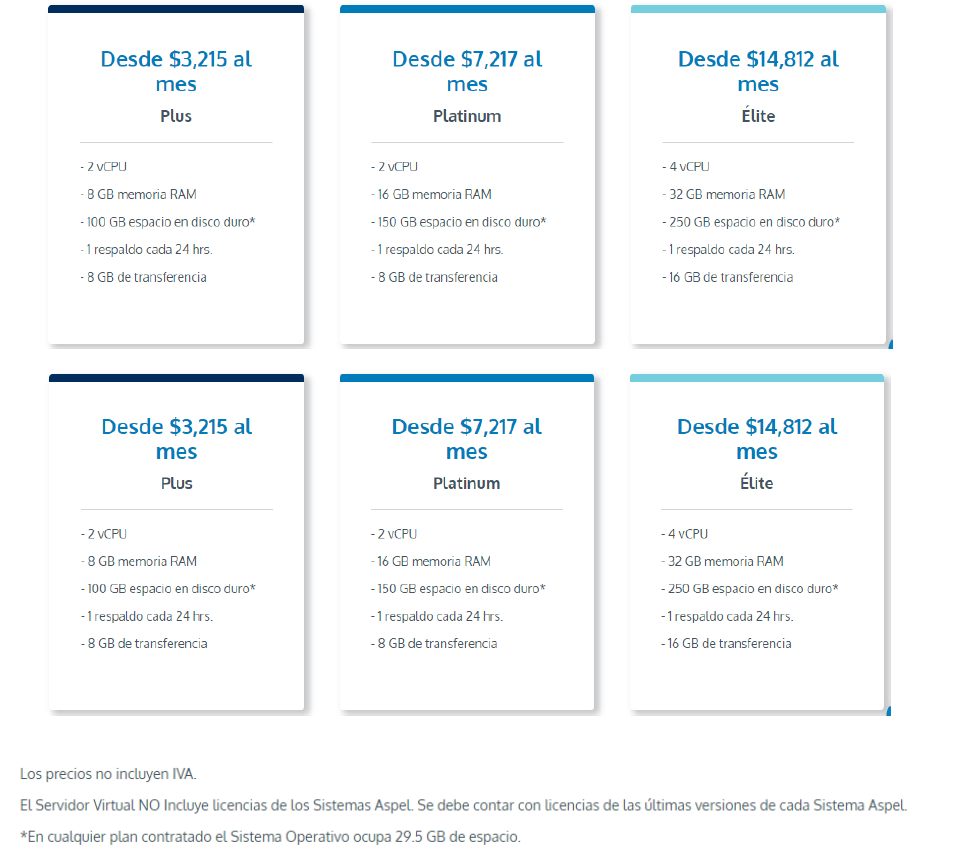 Desde $3,215 al
mes
Plus
- 2 vCPU
- 8 GB memoria RAM
- 100 GB espacio en disco duro*
- 1 respaldo cada 24 hrs.
- 8 GB de transferencia
Desde $7,217 al
mes
Platinum
- 2 vCPU
- 16 GB memoria RAM
- 150 GB espacio en disco duro*
- 1 respaldo cada 24 hrs.
- 8 GB de transferencia
Desde $14,812 al
mes
Élite
- 4 vCPU
- 32 GB memoria RAM
- 250 GB espacio en disco duro*
- 1 respaldo cada 24 hrs.
- 16 GB de transferencia
Desde $3,215 al
mes
Plus
- 2 vCPU
- 8 GB memoria RAM
- 100 GB espacio en disco duro*
- 1 respaldo cada 24 hrs.
- 8 GB de transferencia
Desde $7,217 al
mes
Platinum
- 2 vCPU
- 16 GB memoria RAM
- 150 GB espacio en disco duro*
- 1 respaldo cada 24 hrs.
- 8 GB de transferencia
Desde $14,812 al
mes
Élite
- 4 vCPU
- 32 GB memoria RAM
- 250 GB espacio en disco duro*
- 1 respaldo cada 24 hrs.
- 16 GB de transferencia
Los precios no incluyen IVA.
El Servidor Virtual NO Incluye licencias de los Sistemas Aspel. Se debe contar con licencias de las últimas versiones de cada Sistema Aspel.
*En cualquier plan contratado el Sistema Operativo ocupa 29.5 GB de espacio.